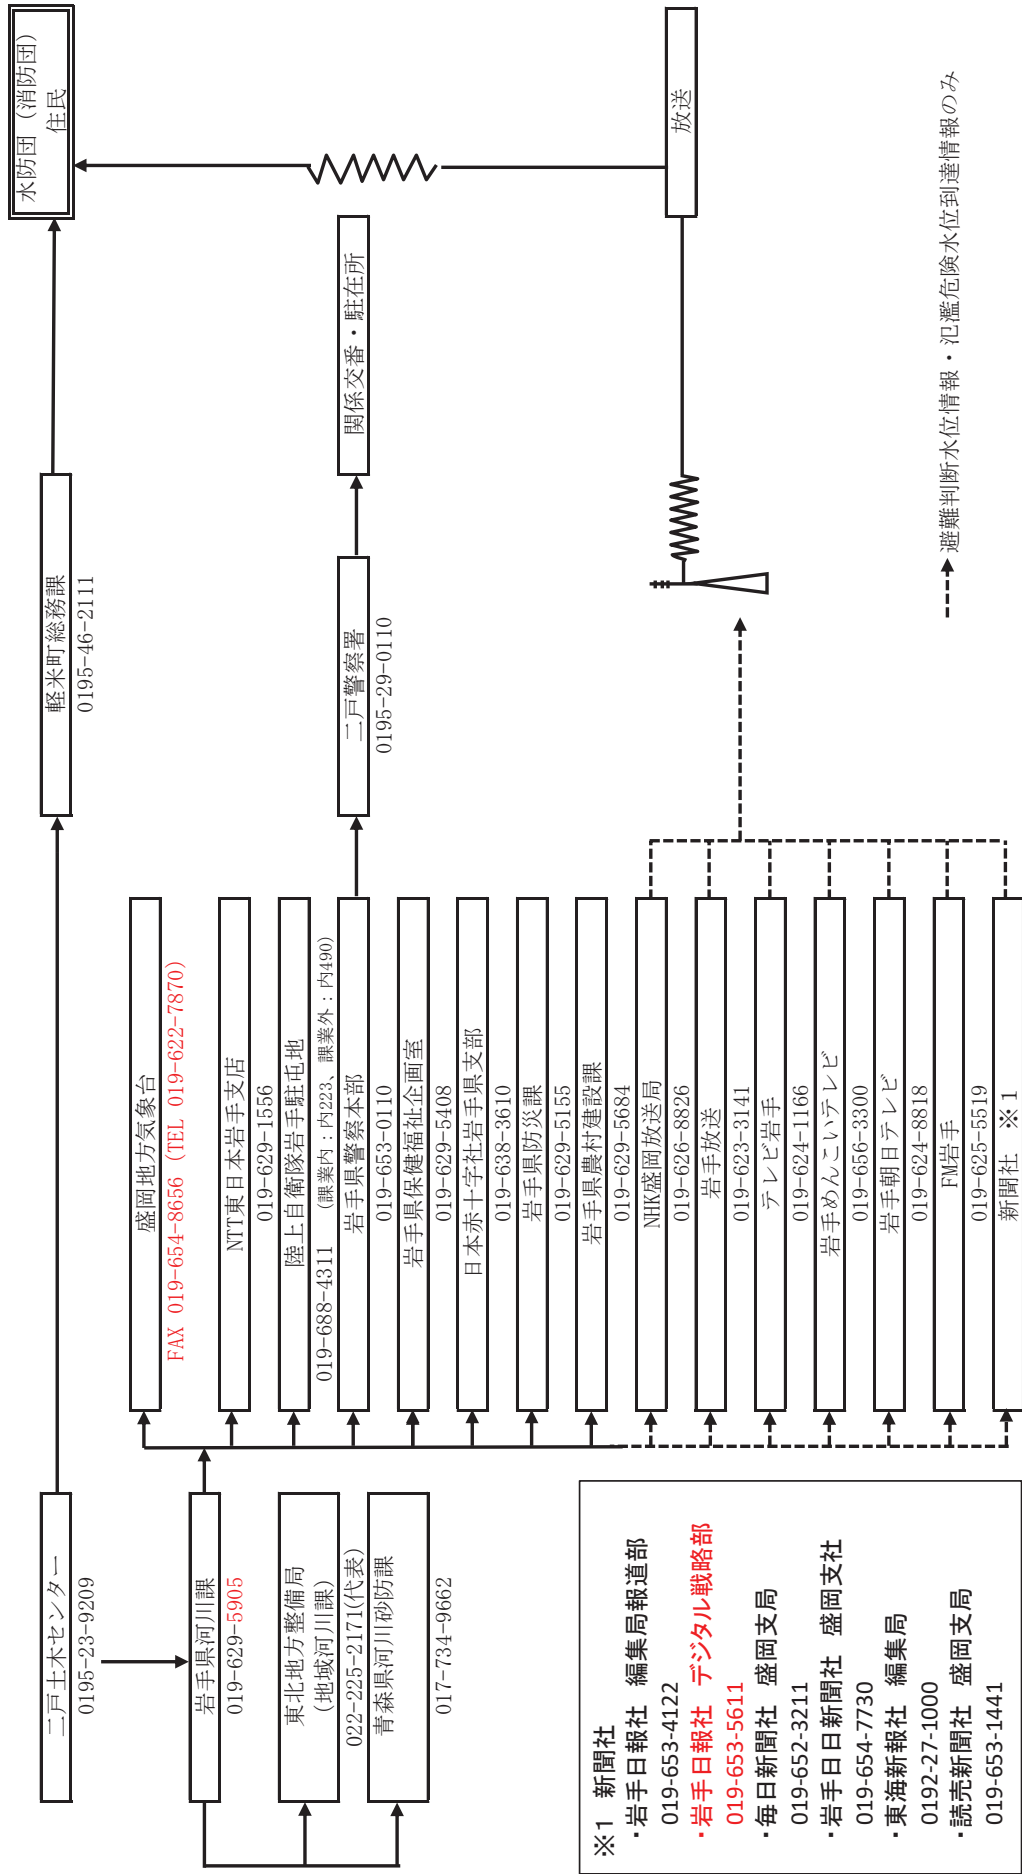 二戸土木センター
0195-23-9209
軽米町総務課
0195-46-2111
水防団（消防団）
住民
岩手県河川課
019-629-5905
東北地方整備局
（地域河川課）
022-225-2171(代表)
青森県河川砂防課
017-734-9662
盛岡地方気象台
FAX 019-654-8656 (TEL 019-622-7870)
NTT東日本岩手支店
019-629-1556
陸上自衛隊岩手駐屯地
019-688-4311 （課業内：内223、課業外：内490）
岩手県警察本部
019-653-0110
二戸警察署
0195-29-0110
関係交番・駐在所
岩手県保健福祉企画室
019-629-5408
日本赤十字社岩手県支部
019-638-3610
岩手県防災課
019-629-5155
岩手県農村建設課
019-629-5684
NHK盛岡放送局
019-626-8826
岩手放送
019-623-3141
テレビ岩手
019-624-1166
岩手めんこいテレビ
019-656-3300
岩手朝日テレビ
019-624-8818
FM岩手
019-625-5519
新聞社　※1
放送
避難判断水位情報・氾濫危険水位到達情報のみ
※1　新聞社
・岩手日報社　編集局報道部
019-653-4122
・岩手日報社　デジタル戦略部
019-653-5611
・毎日新聞社　盛岡支局
019-652-3211
・岩手日日新聞社　盛岡支社
019-654-7730
・東海新報社　編集局
0192-27-1000
・読売新聞社　盛岡支局
019-653-1441